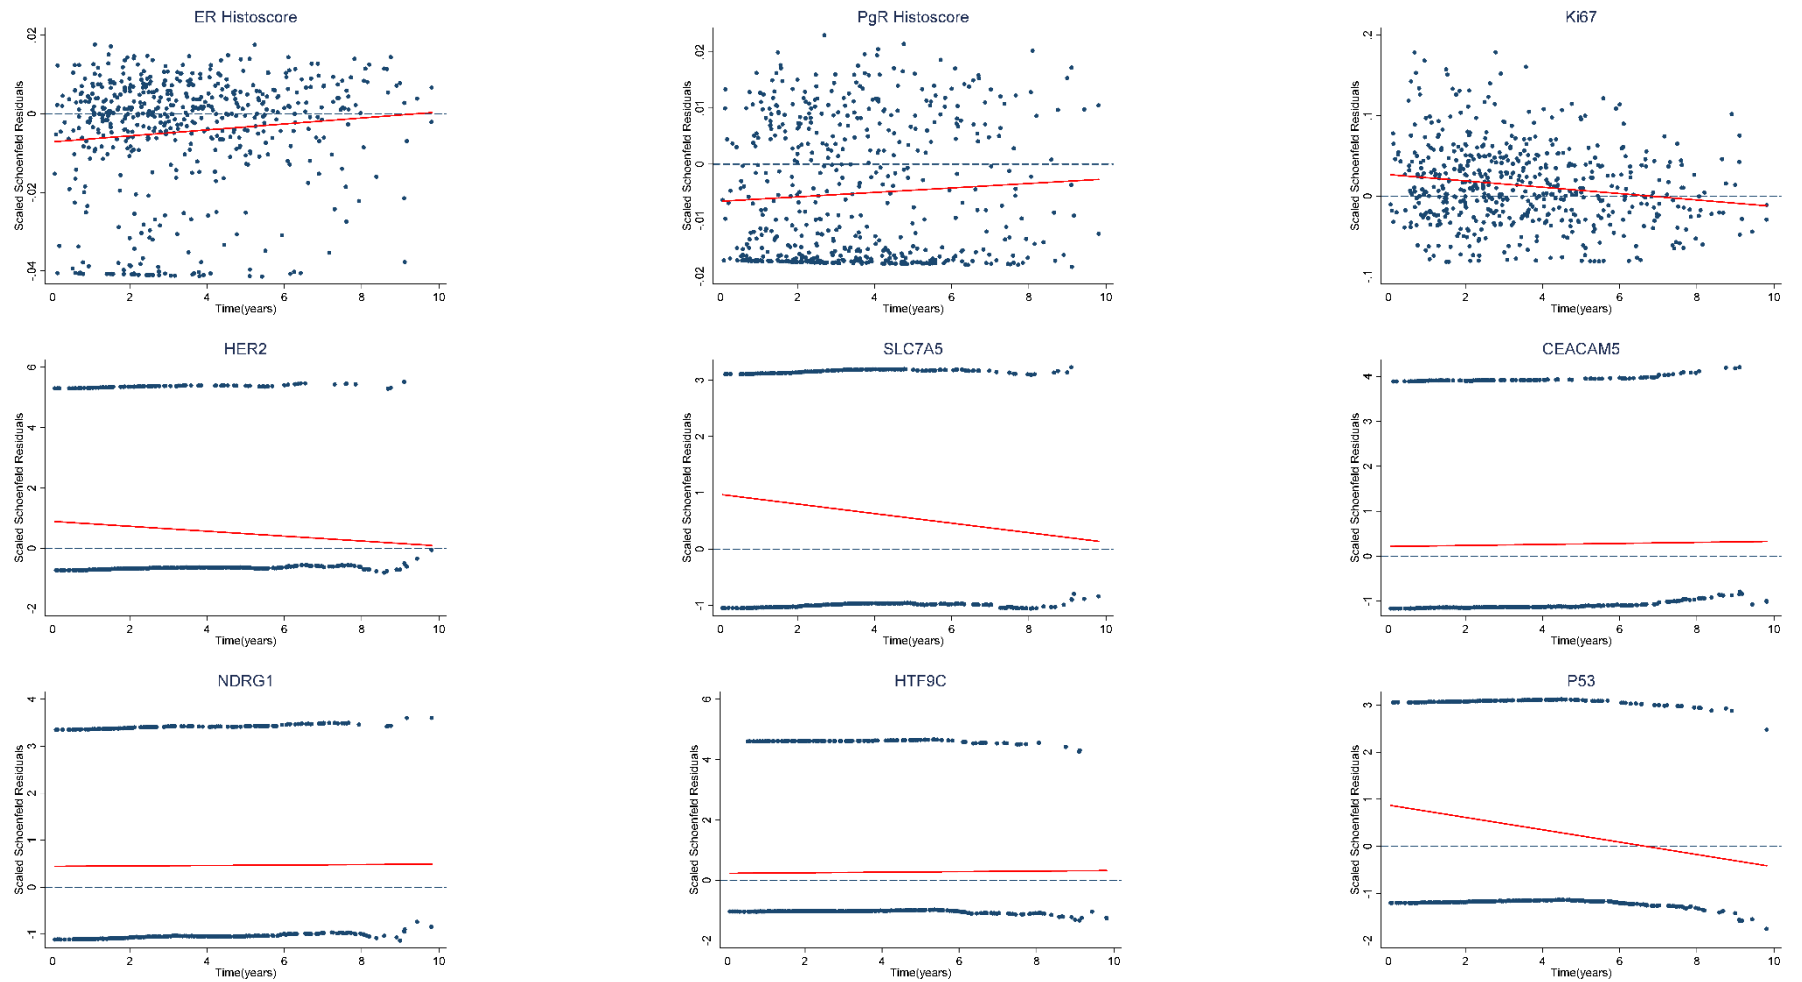 ER Histoscore
Scaled Schoenfeld Residuals
.02
0
-.02
-.04
0 2 4 6 8 10
Time(years)
PgR Histoscore
Scaled Schoenfeld Residuals
.02
.01
0
-.01
-.02
0 2 4 6 8 10
Time(years)
Ki67
Scaled Schoenfeld Residuals
.2
.1
0
-.1
0 2 4 6 8 10
Time(years)
HER2
Scaled Schoenfeld Residuals
6
4
2
0
-2
0 2 4 6 8 10
Time(years)
SLC7A5
Scaled Schoenfeld Residuals
3
2
1
0
-1
0 2 4 6 8 10
Time(years)
CEACAM5
Scaled Schoenfeld Residuals
4
3
2
1
0
-1
0 2 4 6 8 10
Time(years)
NDRG1
Scaled Schoenfeld Residuals
4
3
2
1
0
-1
0 2 4 6 8 10
Time(years)
HTF9C
Scaled Schoenfeld Residuals
6
4
2
0
-2
0 2 4 6 8 10
Time(years)
P53
Scaled Schoenfeld Residuals
3
2
1
0
-1
-2
0 2 4 6 8 10
Time(years)